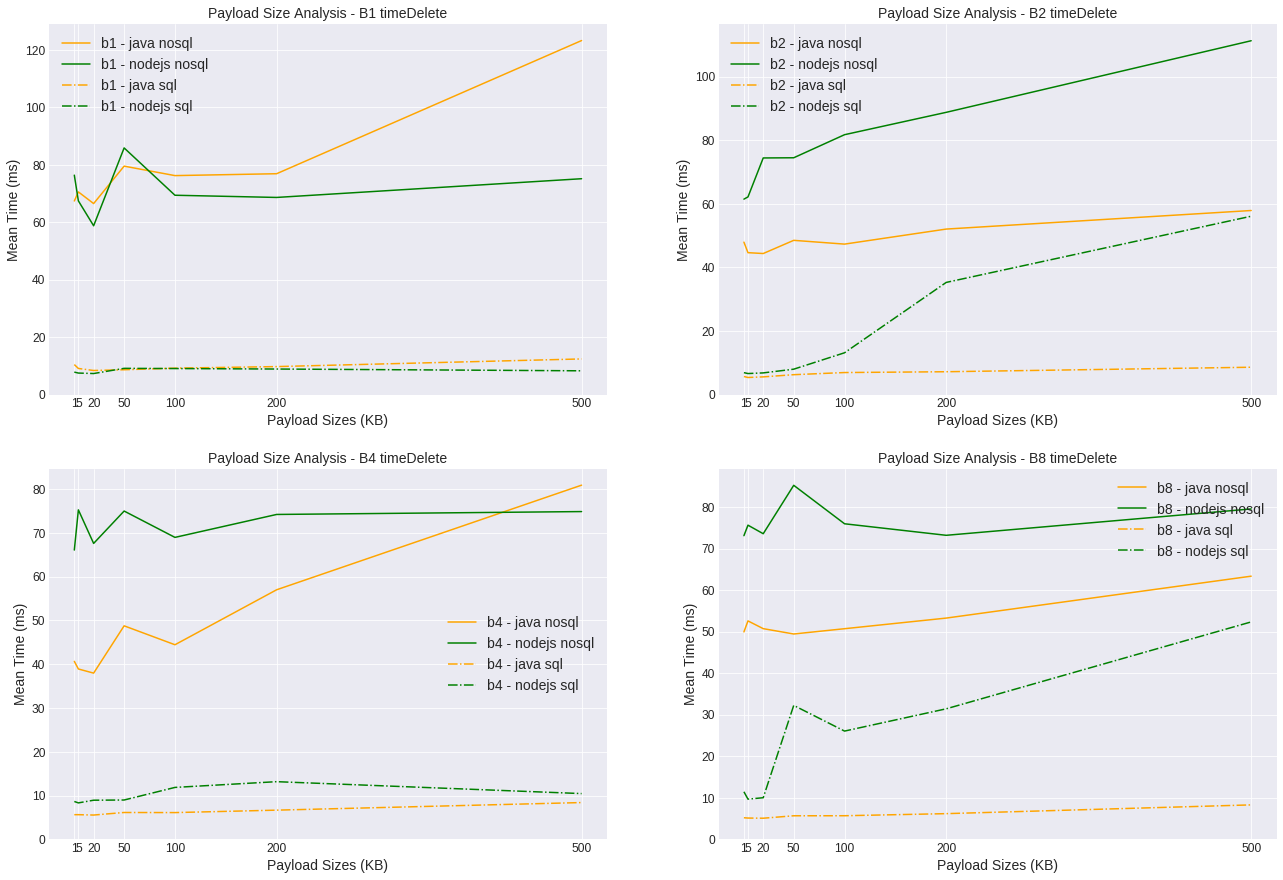 Payload Size Analysis - B1 timeDelete
b1 - java nosql
b1 - nodejs nosql
b1 - java sql
b1 - nodejs sql
Mean Time (ms)
120
100
80
60
40
20
0
1 5 20 50 100 200 500
Payload Sizes (KB)
Payload Size Analysis - B2 timeDelete
b2 - java nosql
b2 - nodejs nosql
b2 - java sql
b2 - nodejs sql
Mean Time (ms)
100
80
60
40
20
0
1 5 20 50 100 200 500
Payload Sizes (KB)
Payload Size Analysis - B4 timeDelete
b4 - java nosql
b4 - nodejs nosql
b4 - java sql
b4 - nodejs sql
Mean Time (ms)
80
70
60
50
40
30
20
10
0
1 5 20 50 100 200 500
Payload Sizes (KB)
Payload Size Analysis - B8 timeDelete
b8 - java nosql
b8 - nodejs nosql
b8 - java sql
b8 - nodejs sql
Mean Time (ms)
80
70
60
50
40
30
20
10
0
1 5 20 50 100 200 500
Payload Sizes (KB)